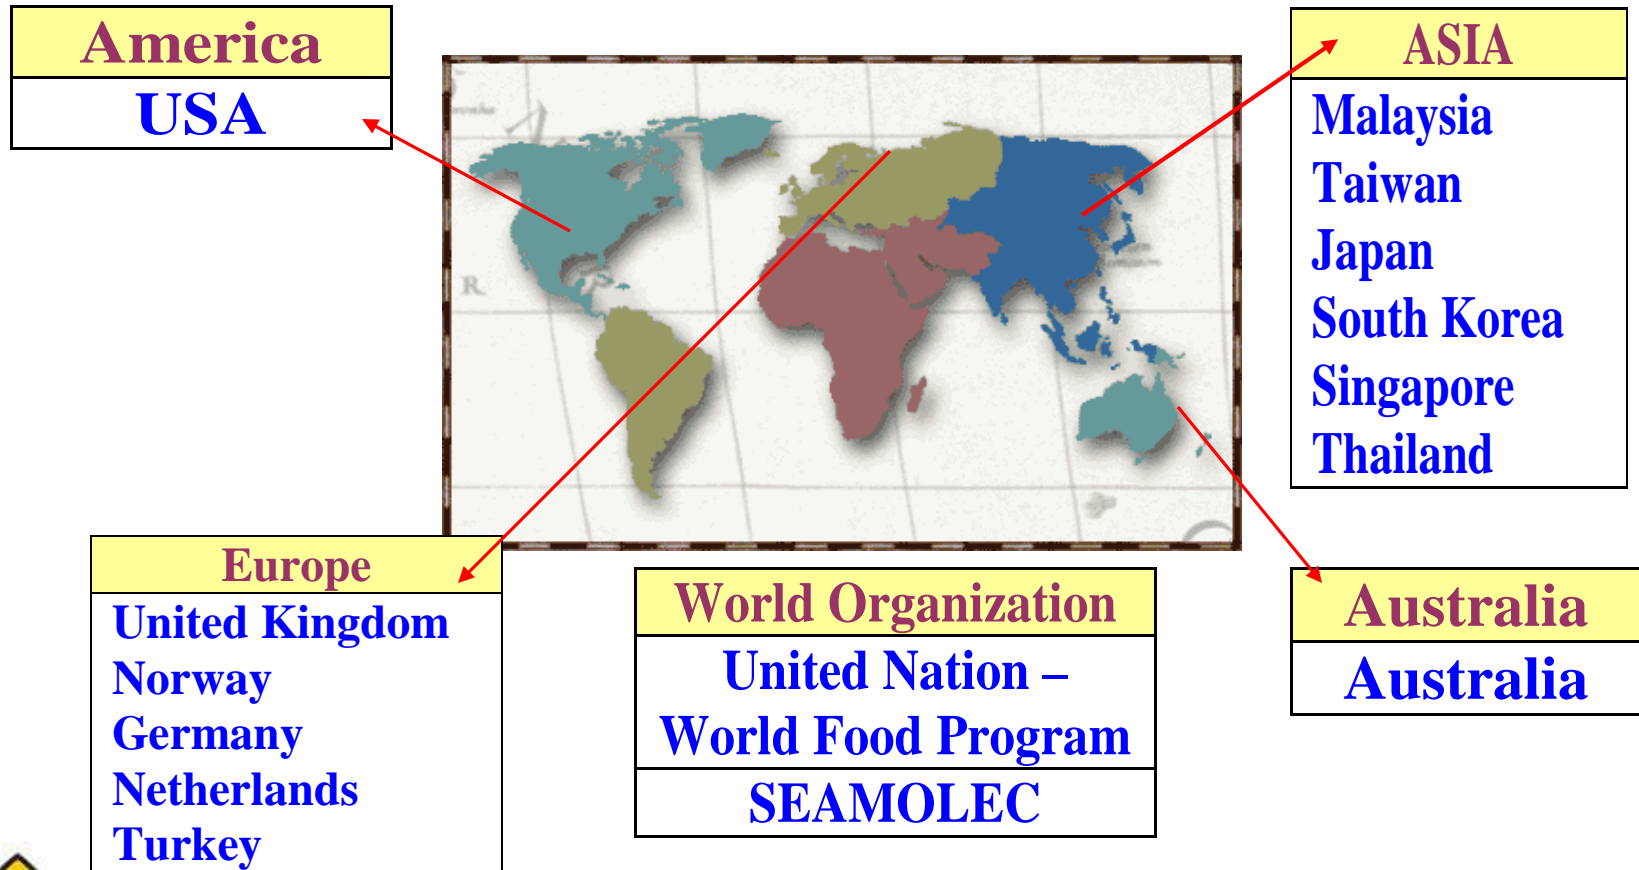 America
USA
ASIA
Malaysia
Taiwan
Japan
South Korea
Singapore
Thailand
R
Europe
United Kingdom
Norway
Germany
Netherlands
Turkey
World Organization
United Nation –
World Food Program
SEAMOLEC
Australia
Australia